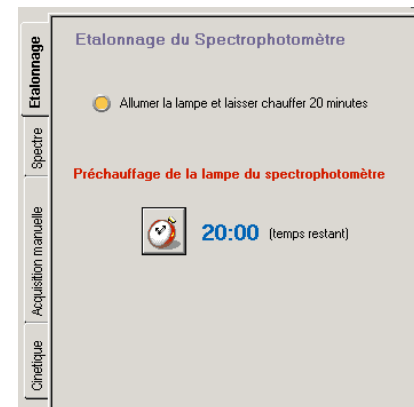 Etalonnage
Spectre
Acquisition manuelle
Cinetique
Etalonnage du Spectrophotomètre
Allumer la lampe et laisser chauffer 20 minutes
Préchauffage de la lampe du spectrophotomètre
20:00 (temps restant)